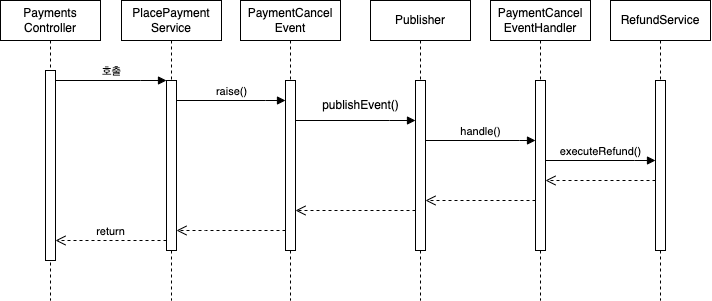 Payments
Controller
PlacePayment
Service
PaymentCancel
Event
Publisher
PaymentCancel
EventHandler
RefundService
호출
raise()
publishEvent()
handle()
executeRefund()
return